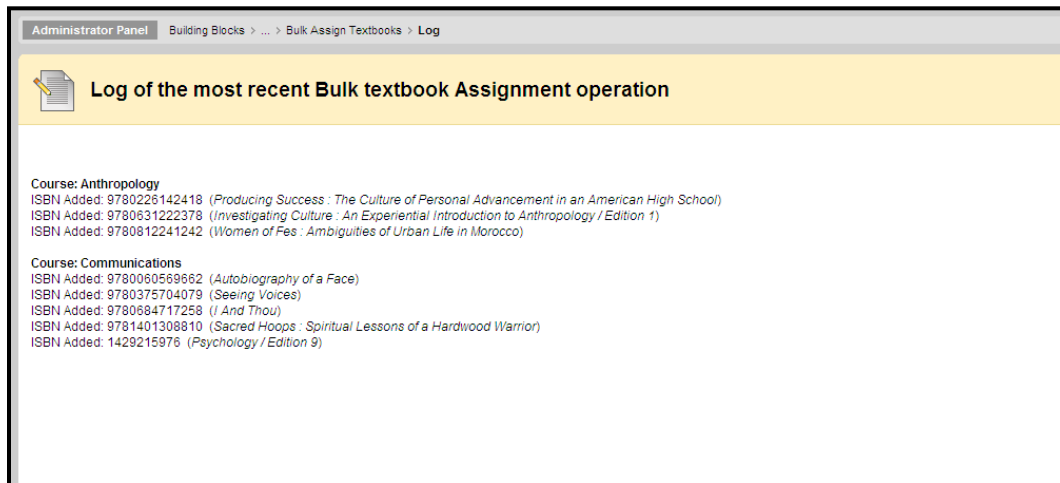 Administrator Panel Building Blocks > ... > Bulk Assign Textbooks > Log
Log of the most recent Bulk textbook Assignment operation
Course: Anthropology
ISBN Added: 9780226142418 (Producing Success : The Culture of Personal Advancement in an American High School)
ISBN Added: 9780631222378 (Investigating Culture : An Experiential Introduction to Anthropology / Edition 1)
ISBN Added: 9780812241242 (Women of Fes : Ambiguities of Urban Life in Morocco)
Course: Communications
ISBN Added: 9780060569662 (Autobiography of a Face)
ISBN Added: 9780375704079 (Seeing Voices)
ISBN Added: 9780684717258 (I And Thou)
ISBN Added: 9781401308810 (Sacred Hoops : Spiritual Lessons of a Hardwood Warrior)
ISBN Added: 1429215976 (Psychology / Edition 9)